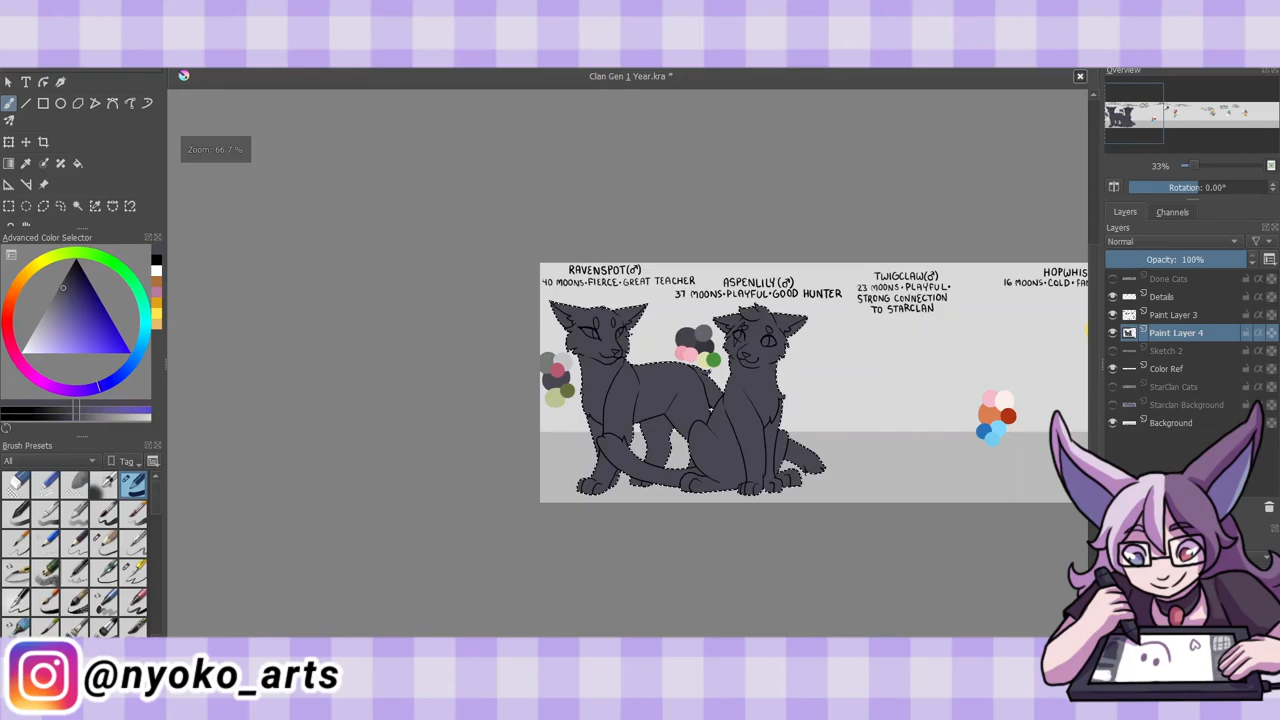 Clan Gen 1 Year.kra *
Overview
Zoom: 66.7 %
33%
Rotation: 0.00°
Layers
Channels
Layers
Normal
Opacity: 100%
Done Cats
Details
Paint Layer 3
Paint Layer 4
Sketch 2
Color Ref
StarClan Cats
Starclan Background
Background
Advanced Color Selector
Brush Presets
All
Tag
RAVENSPOT(♂)
40 MOONS•FIERCE•GREAT TEACHER
ASPENLILY(♂)
37 MOONS•PLAYFUL•GOOD HUNTER
TWIGCLAW(♂)
23 MOONS•PLAYFUL•
STRONG CONNECTION
TO STARCLAN
HOPWHIS
16 MOONS•COLD•FA
@nyoko_arts